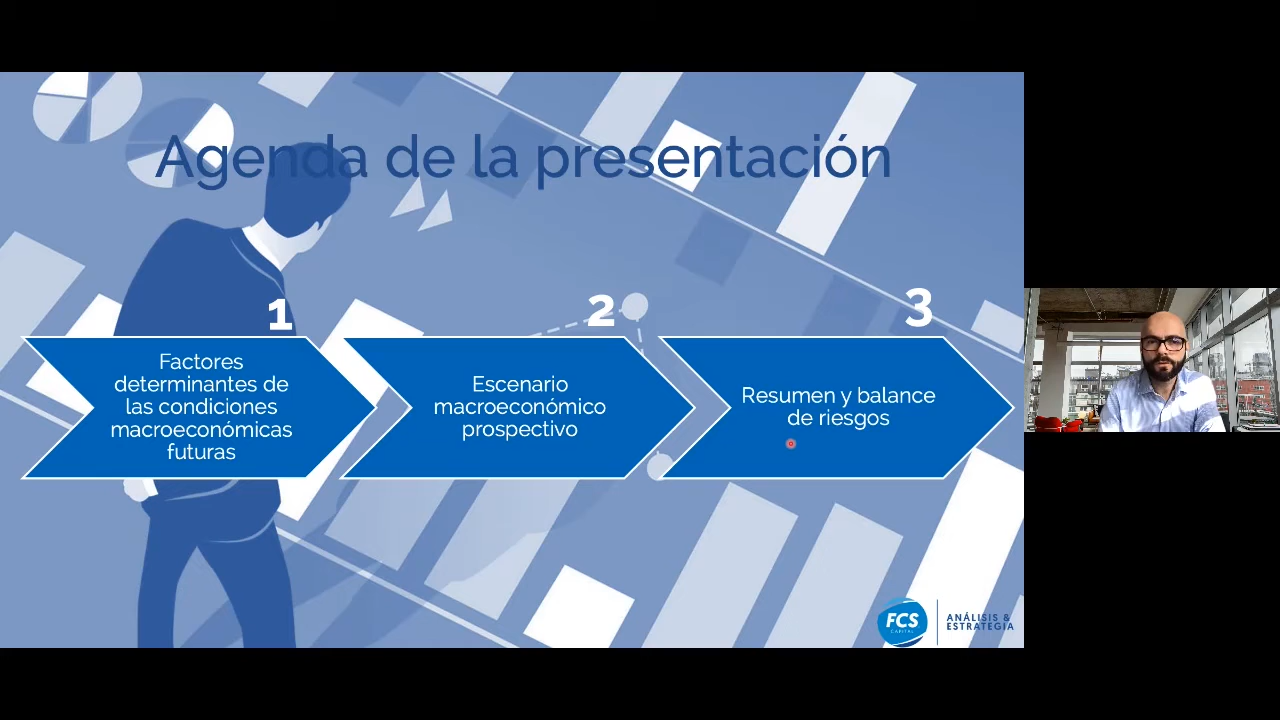 Agenda de la presentación
1
Factores
determinantes de
las condiciones
macroeconómicas
futuras
2
Escenario
macroeconómico
prospectivo
3
Resumen y balance
de riesgos
FCS
CAPITAL
ANÁLISIS &
ESTRATEGIA